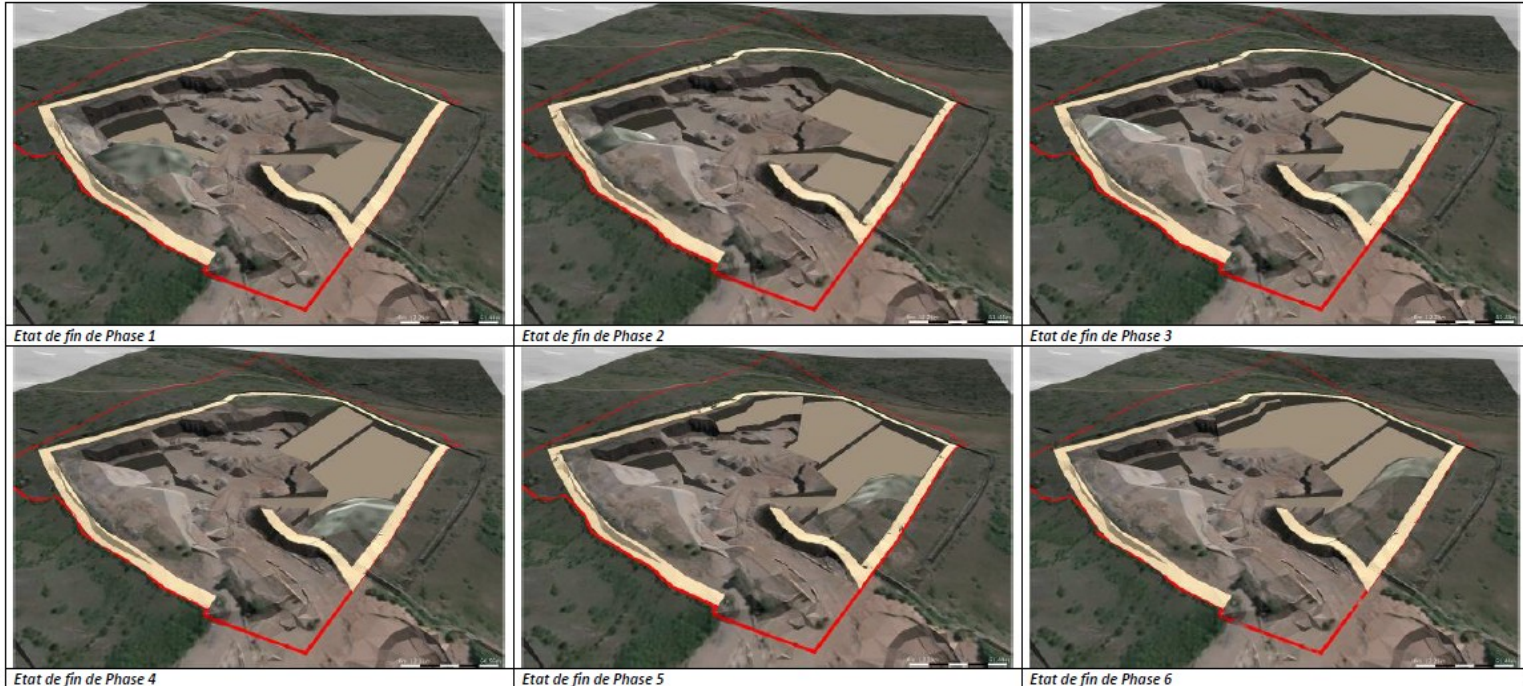 Etat de fin de Phase 1
Etat de fin de Phase 2
Etat de fin de Phase 3
Etat de fin de Phase 4
Etat de fin de Phase 5
Etat de fin de Phase 6